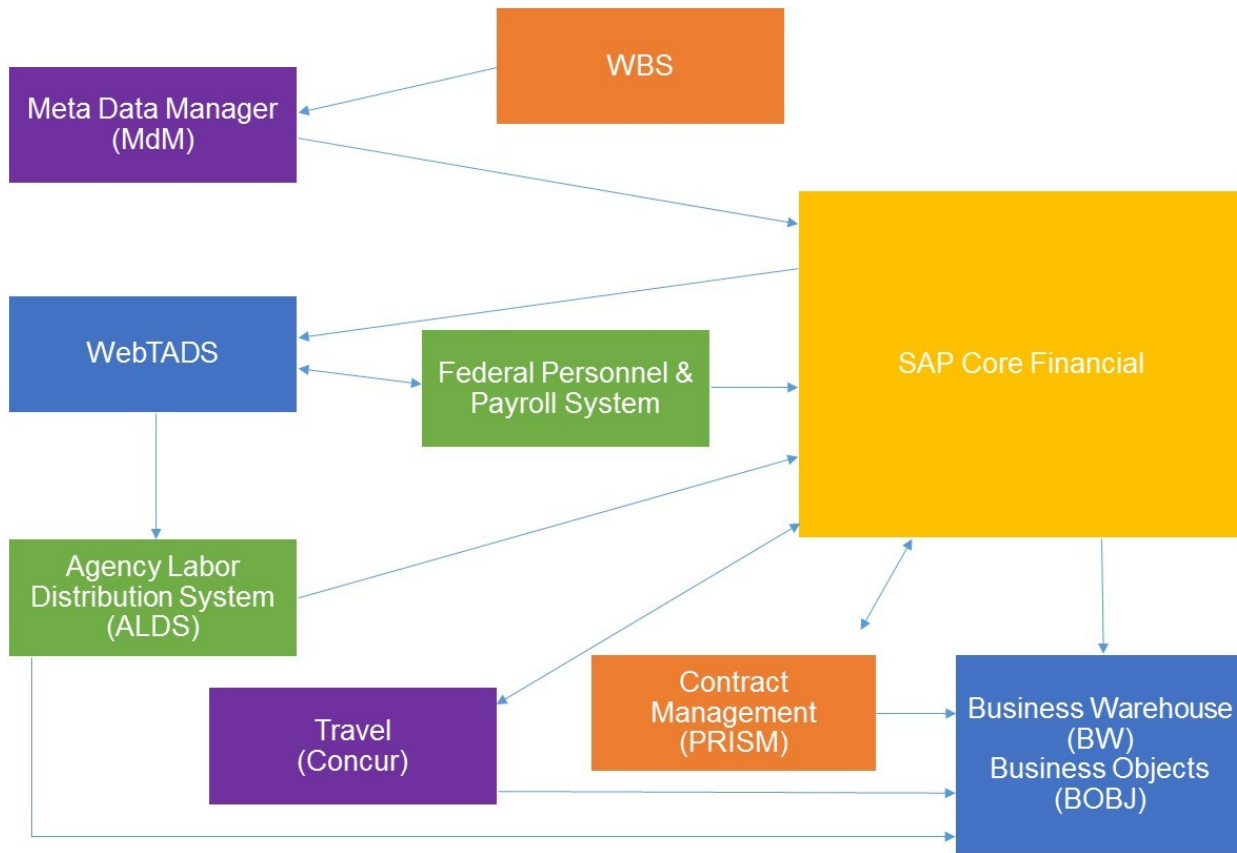 WBS
Meta Data Manager
(MdM)
WebTADS
Federal Personnel &
Payroll System
SAP Core Financial
Agency Labor
Distribution System
(ALDS)
Travel
(Concur)
Contract
Management
(PRISM)
Business Warehouse
(BW)
Business Objects
(BOBJ)